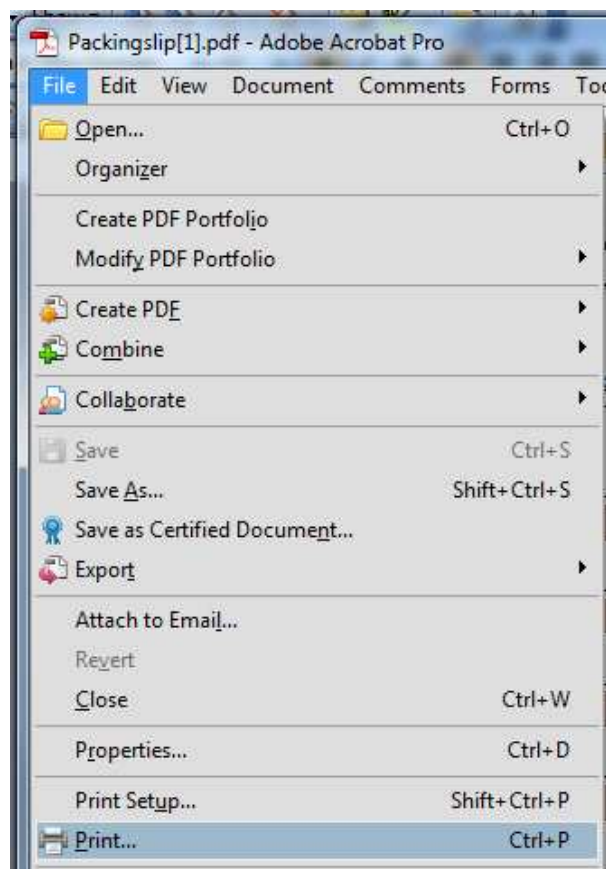 Packingslip[1].pdf - Adobe Acrobat Pro
File Edit View Document Comments Forms
Open... Ctrl+O
Organizer
Create PDF Portfolio
Modify PDF Portfolio
Create PDF
Combine
Collaborate
Save Ctrl+S
Save As... Shift+Ctrl+S
Save as Certified Document...
Export
Attach to Email...
Revert
Close Ctrl+W
Properties... Ctrl+D
Print Setup... Shift+Ctrl+P
Print... Ctrl+P